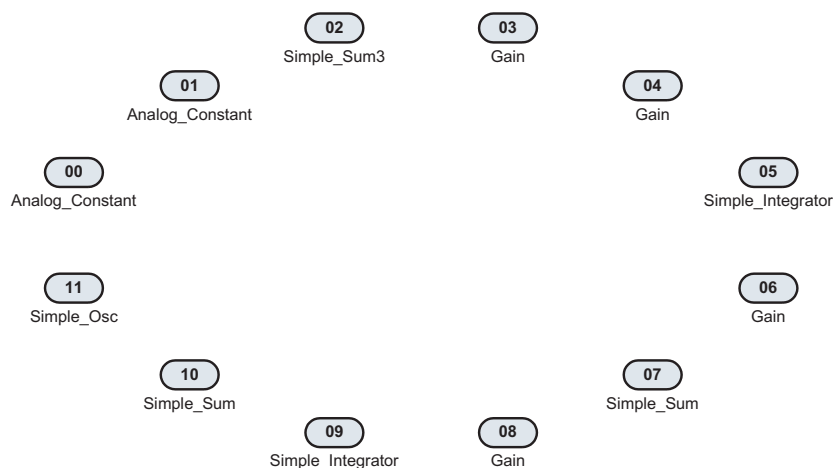 02
03
Simple_Sum3
Gain
01
04
Analog_Constant
Gain
00
05
Analog_Constant
Simple_Integrator
11
06
Simple_Osc
Gain
10
07
Simple_Sum
Simple_Sum
09
08
Simple_Integrator
Gain